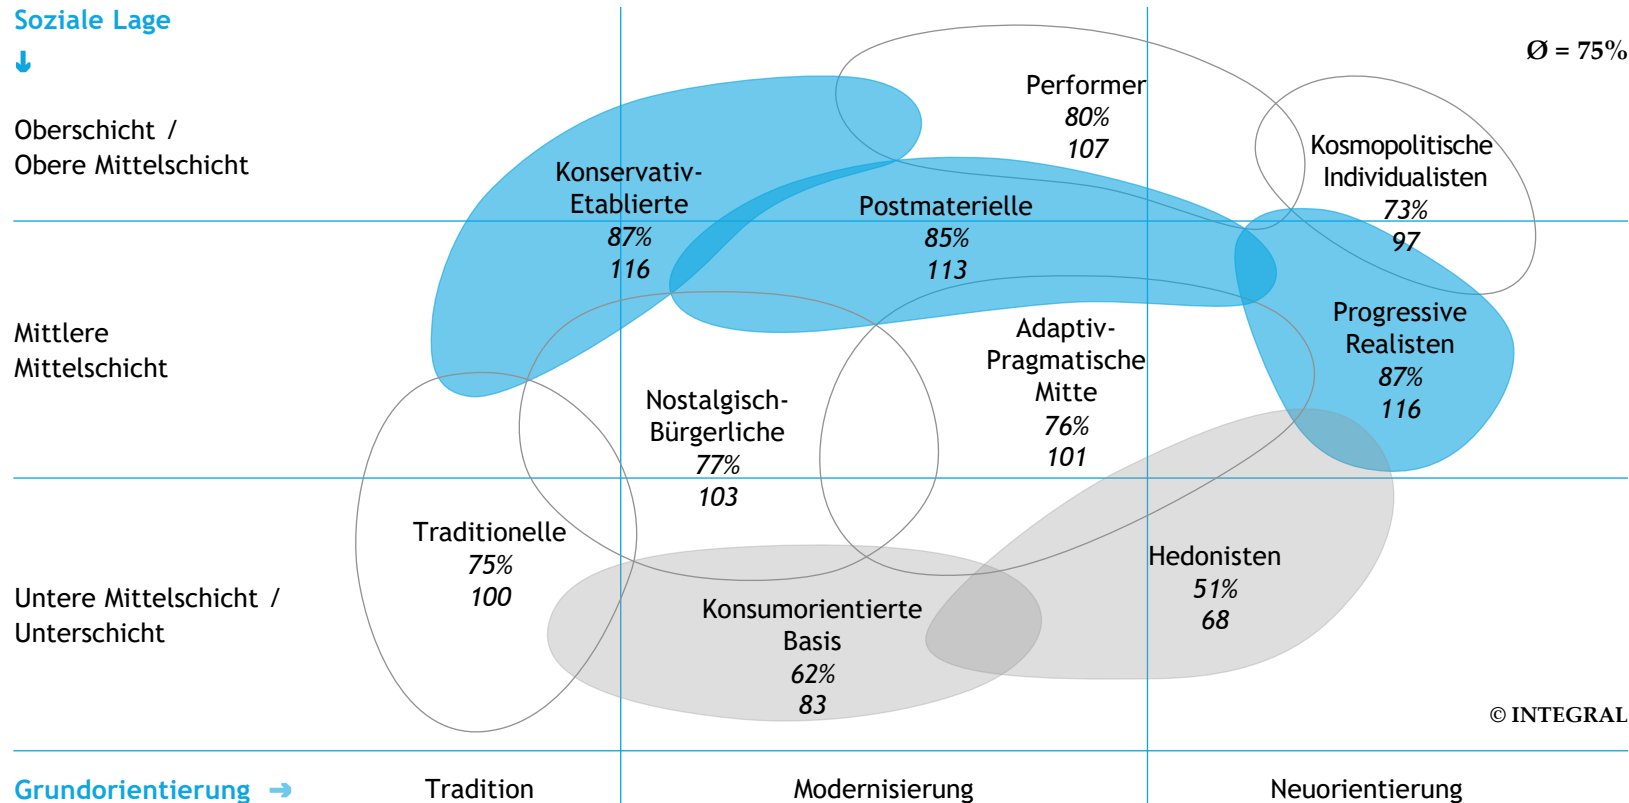 Soziale Lage
Ø = 75%
Oberschicht /
Obere Mittelschicht
Performer
80%
107
Kosmopolitische
Individualisten
73%
97
Konservativ-
Etablierte
87%
116
Postmaterielle
85%
113
Mittlere
Mittelschicht
Progressive
Realisten
87%
116
Adaptiv-
Pragmatische
Mitte
76%
101
Nostalgisch-
Bürgerliche
77%
103
Traditionelle
75%
100
Untere Mittelschicht /
Unterschicht
Konsumorientierte
Basis
62%
83
Hedonisten
51%
68
© INTEGRAL
Grundorientierung ➔
Tradition
Modernisierung
Neuorientierung